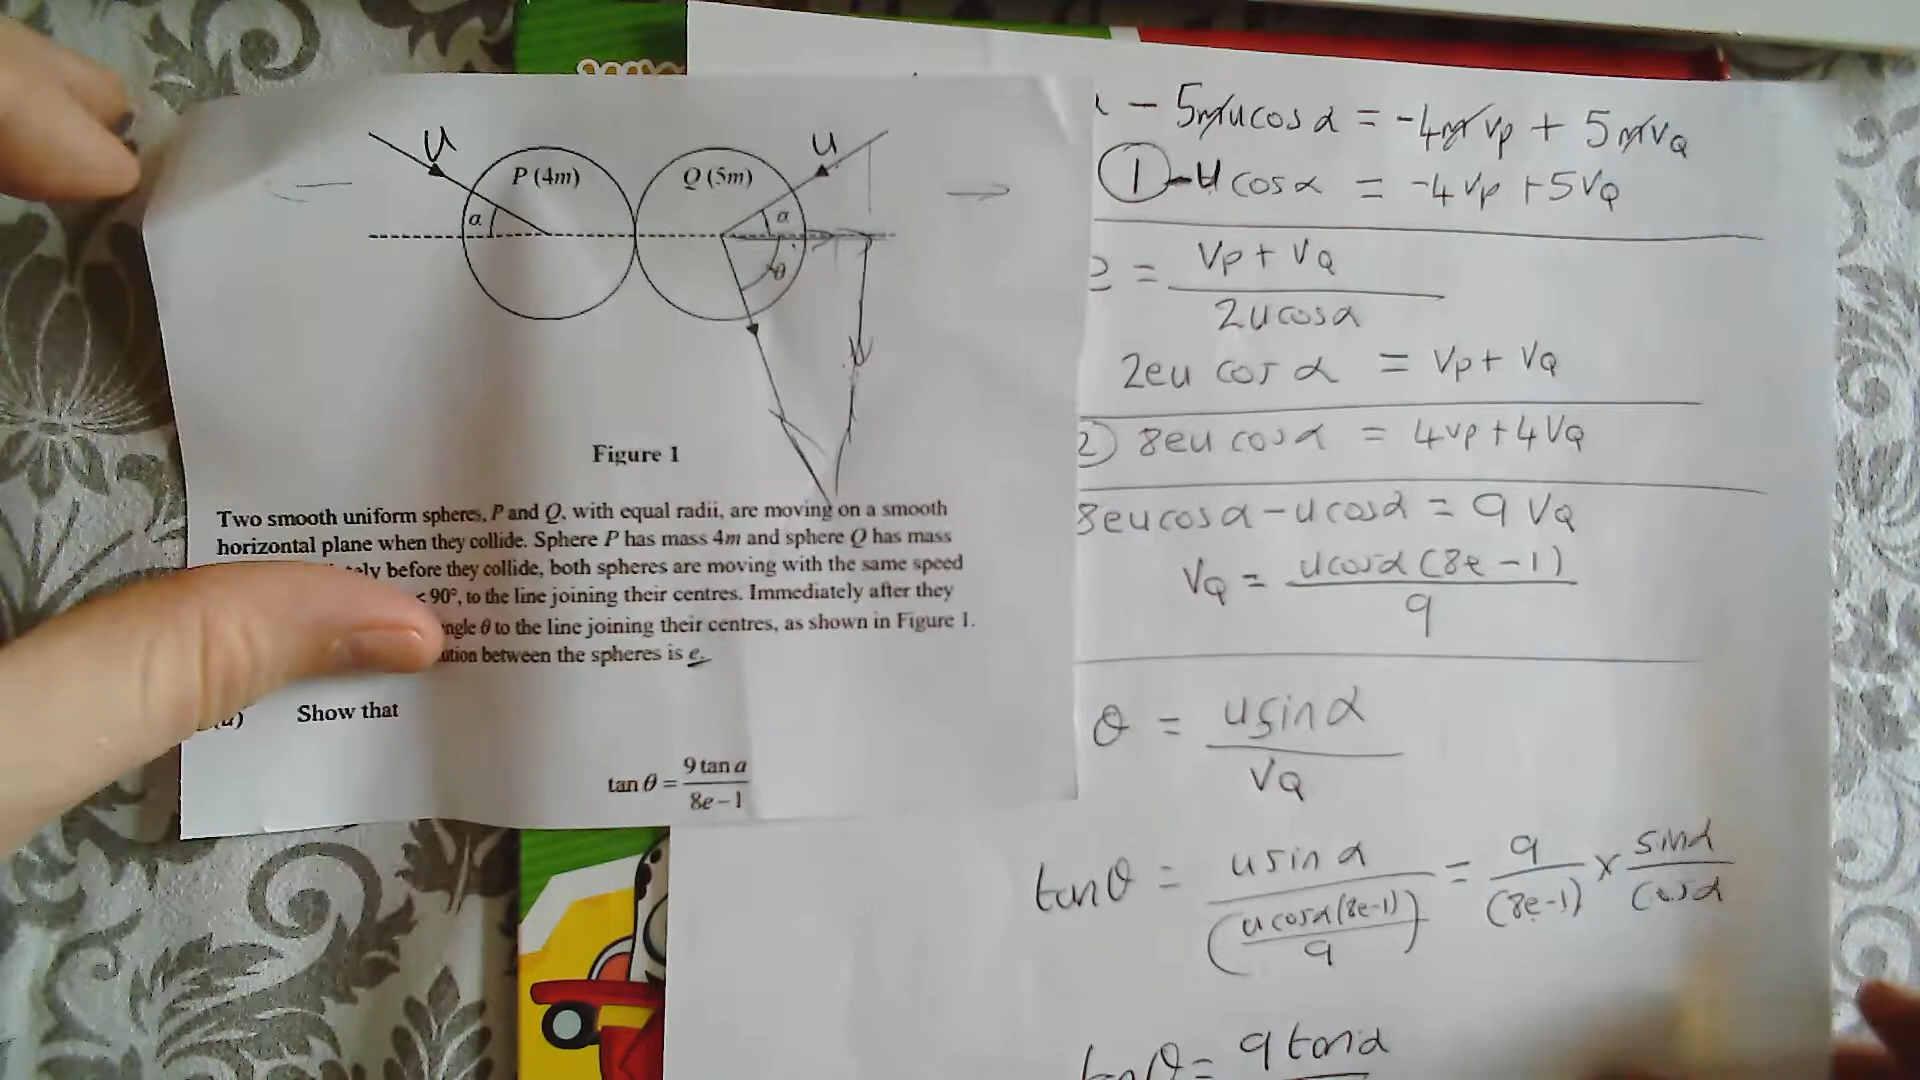 U
u
P (4m)
Q (5m)
α
α
θ
Figure 1
Two smooth uniform spheres, P and Q, with equal radii, are moving on a smooth
horizontal plane when they collide. Sphere P has mass 4m and sphere Q has mass
before they collide, both spheres are moving with the same speed
< 90°, to the line joining their centres. Immediately after they
θ to the line joining their centres, as shown in Figure 1.
between the spheres is e.
Show that
tan θ = 9 tan α / 8e – 1
- 5mu cos α = -4m vp + 5m vQ
① -u cos α = -4vp + 5vQ
= vp + vQ / 2u cos α
2eu cos α = vp + vQ
2) 8eu cos α = 4vp + 4vQ
8eu cos α - u cos α = 9 vQ
vQ = u cos α (8e - 1) / 9
θ = u sin α / vQ
tan θ = u sin α / (u cos α (8e-1) / 9) = 9 / (8e-1) × sin α / cos α
tan θ = 9 tan α